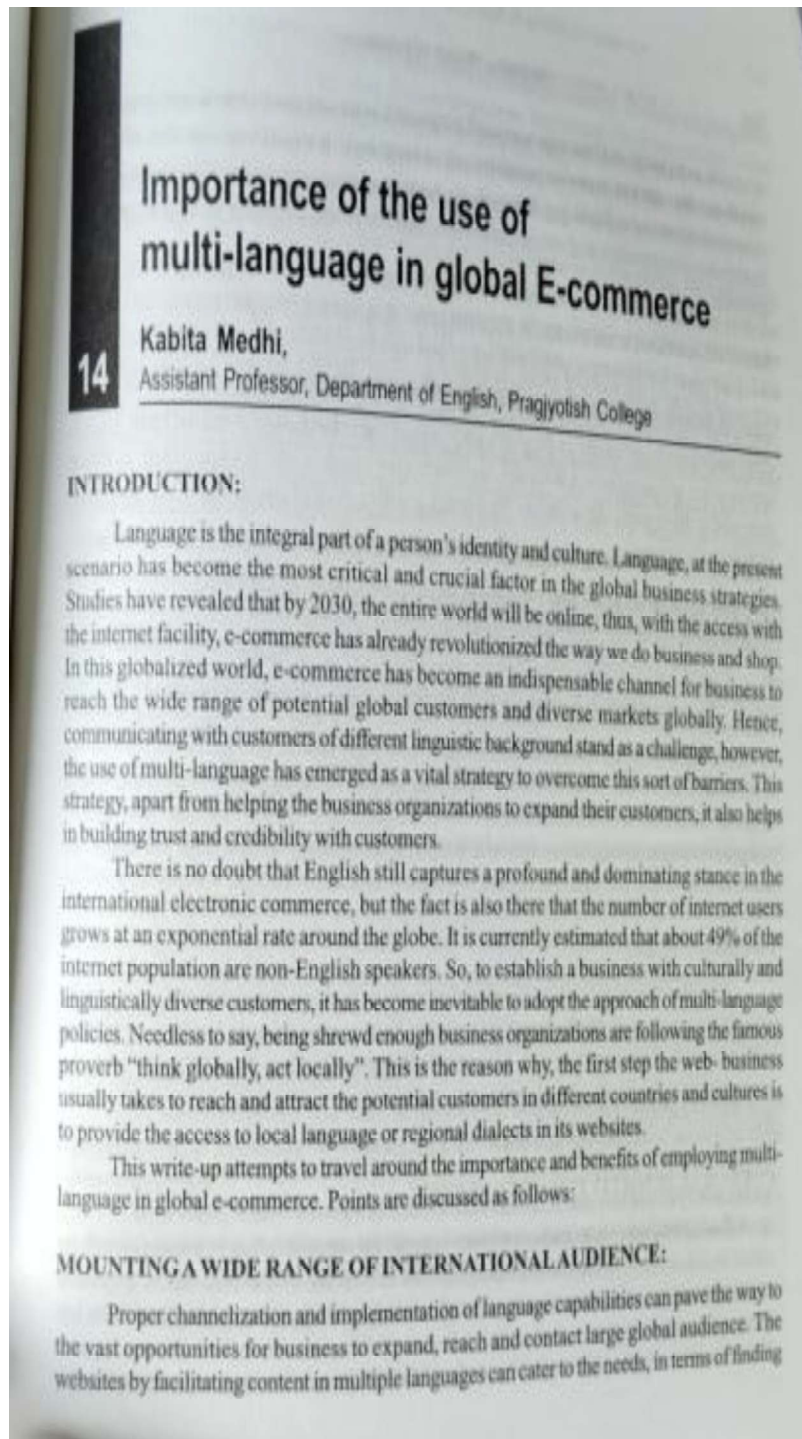 Importance of the use of
multi-language in global E-commerce
Kabita Medhi,
14
Assistant Professor, Department of English, Pragjyotish College
INTRODUCTION:
Language is the integral part of a person's identity and culture. Language, at the present
scenario has become the most critical and crucial factor in the global business strategies.
Studies have revealed that by 2030, the entire world will be online, thus, with the access with
the internet facility, e-commerce has already revolutionized the way we do business and shop.
In this globalized world, e-commerce has become an indispensable channel for business to
reach the wide range of potential global customers and diverse markets globally. Hence,
communicating with customers of different linguistic background stand as a challenge, however,
the use of multi-language has emerged as a vital strategy to overcome this sort of barriers. This
strategy, apart from helping the business organizations to expand their customers, it also helps
in building trust and credibility with customers.
There is no doubt that English still captures a profound and dominating stance in the
international electronic commerce, but the fact is also there that the number of internet users
grows at an exponential rate around the globe. It is currently estimated that about 49% of the
internet population are non-English speakers. So, to establish a business with culturally and
linguistically diverse customers, it has become inevitable to adopt the approach of multi-language
policies. Needless to say, being shrewd enough business organizations are following the famous
proverb "think globally, act locally". This is the reason why, the first step the web- business
usually takes to reach and attract the potential customers in different countries and cultures is
to provide the access to local language or regional dialects in its websites.
This write-up attempts to travel around the importance and benefits of employing multi-
language in global e-commerce. Points are discussed as follows:
MOUNTING A WIDE RANGE OF INTERNATIONAL AUDIENCE:
Proper channelization and implementation of language capabilities can pave the way to
the vast opportunities for business to expand, reach and contact large global audience. The
websites by facilitating content in multiple languages can cater to the needs, in terms of finding